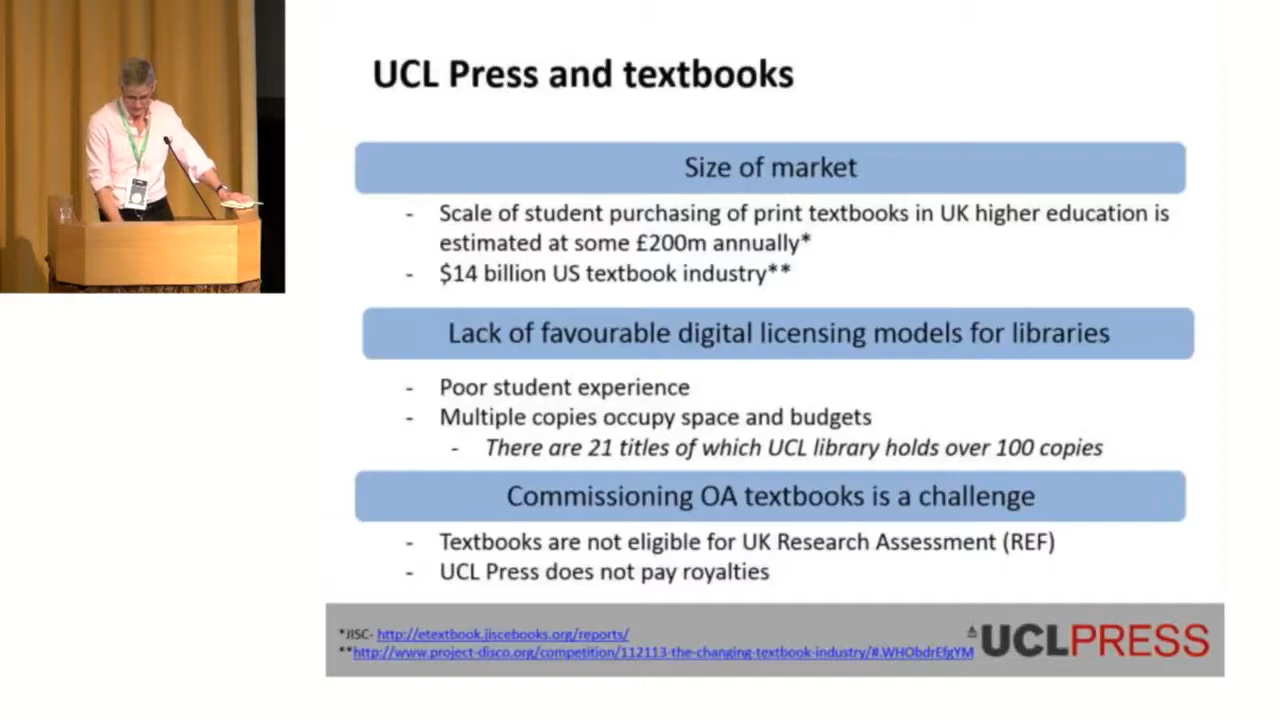 UCL Press and textbooks
Size of market
- Scale of student purchasing of print textbooks in UK higher education is
estimated at some £200m annually*
- $14 billion US textbook industry**
Lack of favourable digital licensing models for libraries
- Poor student experience
- Multiple copies occupy space and budgets
- There are 21 titles of which UCL library holds over 100 copies
Commissioning OA textbooks is a challenge
- Textbooks are not eligible for UK Research Assessment (REF)
- UCL Press does not pay royalties
*JISC- http://etextbook.jiscebooks.org/reports/
**http://www.project-disco.org/competition/112113-the-changing-textbook-industry/#.WHObdrEfgYM
UCLPRESS